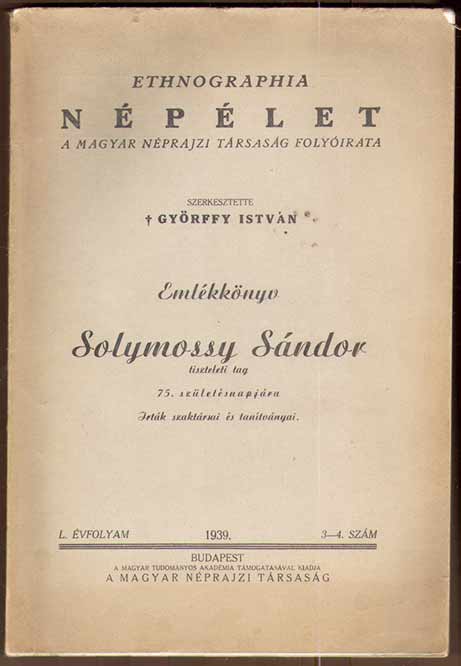 ETHNOGRAPHIA
NÉPÉLET
A MAGYAR NÉPRAJZI TÁRSASÁG FOLYÓIRATA
SZERKESZTETTE
† GYÖRFFY ISTVÁN
Emlékkönyv
Solymossy Sándor
tiszteleti tag
75. születésnapjára
Írták szaktársai és tanítványai.
L. ÉVFOLYAM 1939. 3—4. SZÁM
BUDAPEST
A MAGYAR TUDOMÁNYOS AKADÉMIA TÁMOGATÁSÁVAL KIADJA
A MAGYAR NÉPRAJZI TÁRSASÁG